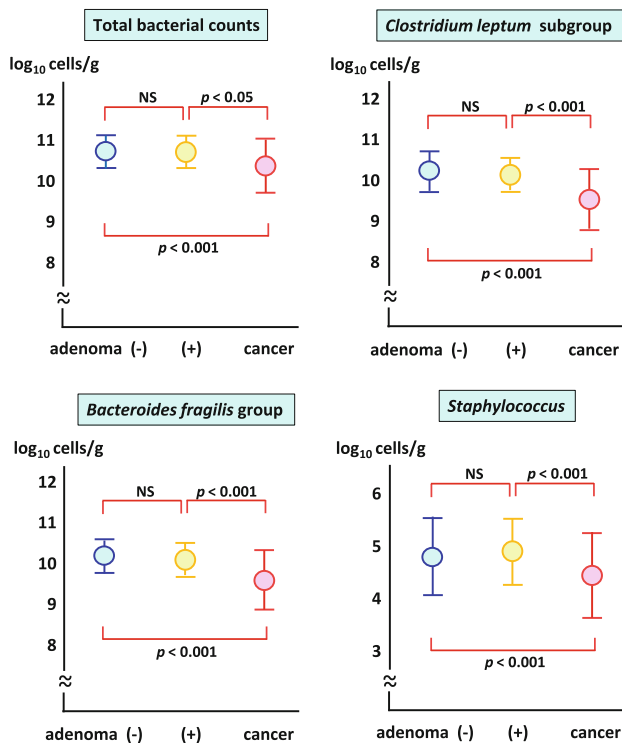 Total bacterial counts
log10 cells/g
12
11
10
9
8
≈
NS
p < 0.05
p < 0.001
adenoma (-) (+) cancer
Clostridium leptum subgroup
log10 cells/g
12
11
10
9
8
≈
NS
p < 0.001
p < 0.001
adenoma (-) (+) cancer
Bacteroides fragilis group
log10 cells/g
12
11
10
9
8
≈
NS
p < 0.001
p < 0.001
adenoma (-) (+) cancer
Staphylococcus
log10 cells/g
6
5
4
3
≈
NS
p < 0.001
p < 0.001
adenoma (-) (+) cancer